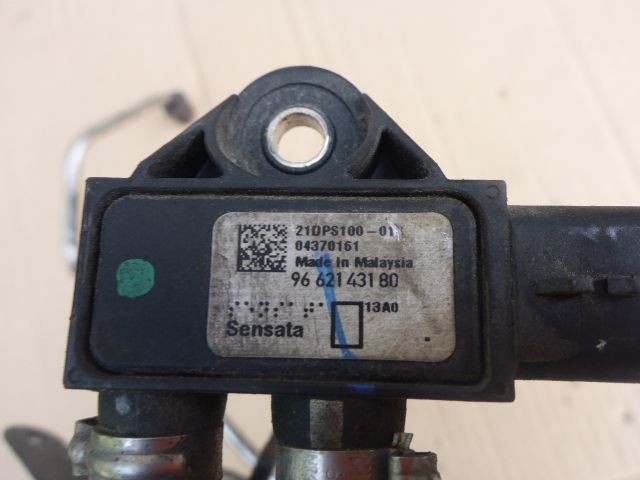 21DPS100-01
04370161
Made In Malaysia
96 621 431 80
13A0
Sensata